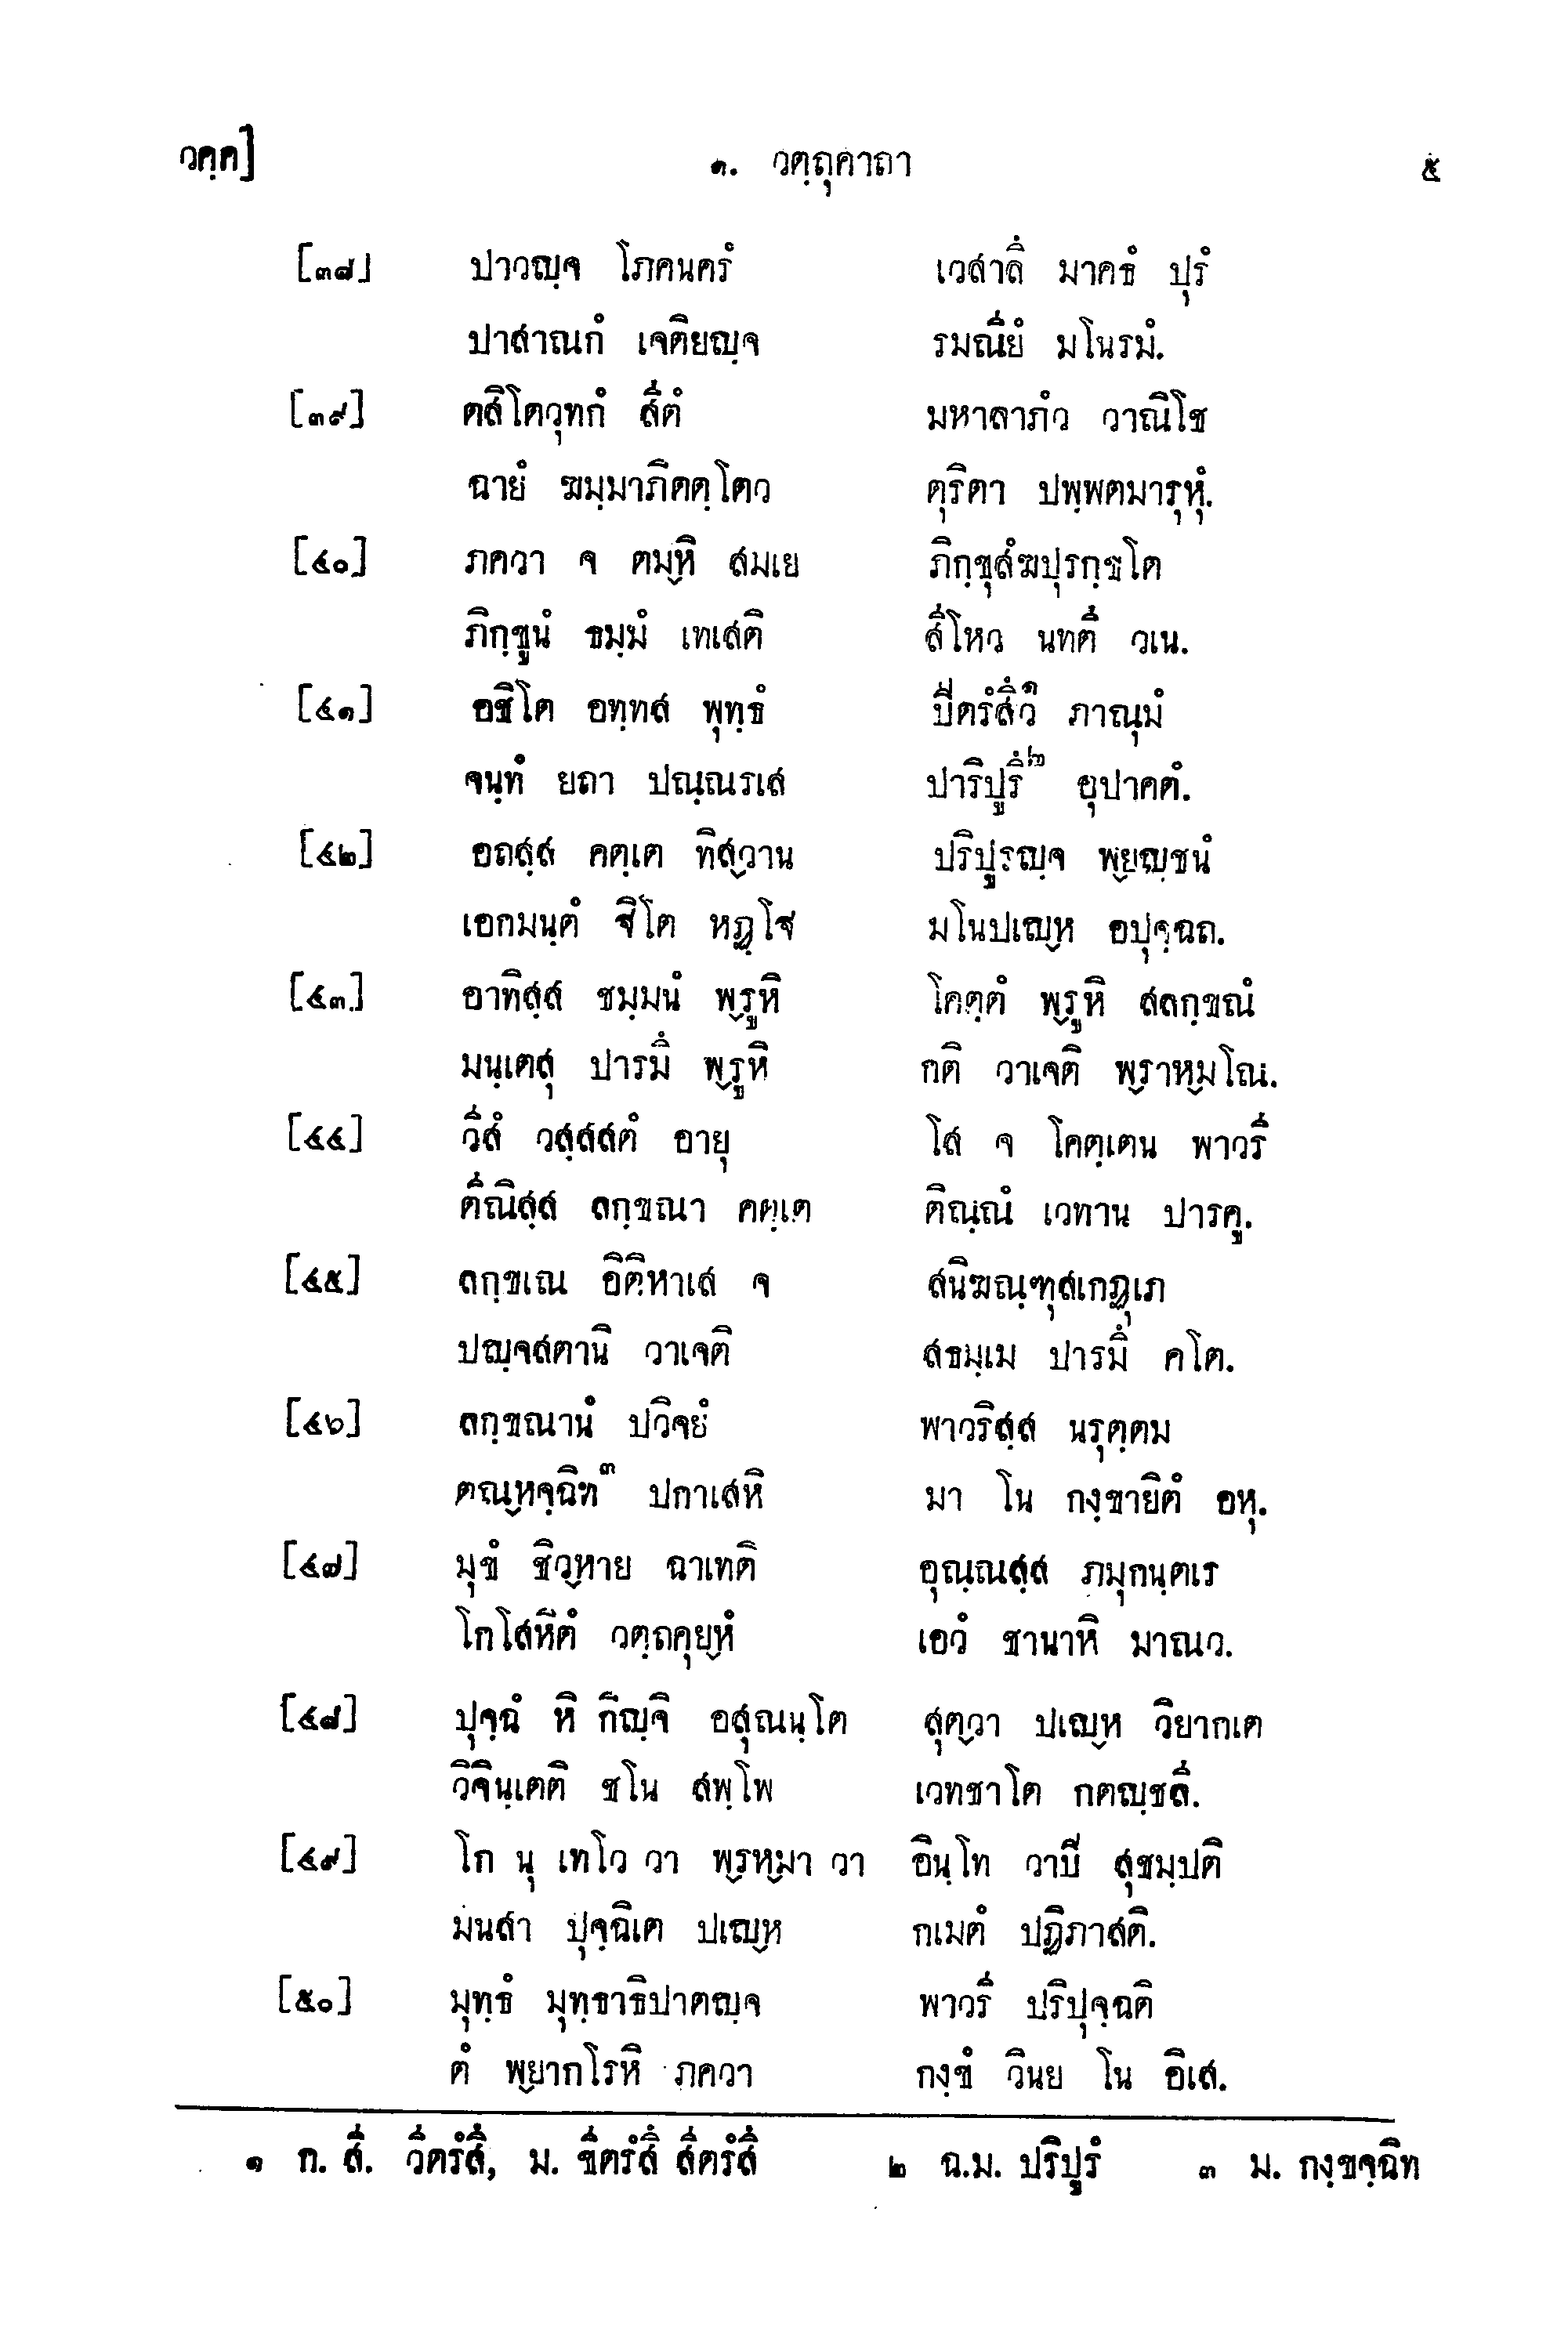 วคฺค]	๑. วตฺถุคาถา	๕
[๓๘] ปาวญฺจ โภคนครํ	เวสาลึ มาคธํ ปุรํ
ปาสาณกํ เจติยญฺจ	รมณียํ มโนรมํ.
[๓๙] ตสิโตวุทกํ สีตํ	มหาลาภํว วาณิโช
ฉายํ ฆมฺมาภิตตฺโตว	ตุริตา ปพฺพตมารุหุํ.
[๔๐] ภควา จ ตมฺหิ สมเย	ภิกฺขุสํฆปุรกฺขโต
ภิกฺขูนํ ธมฺมํ เทเสติ	สีโหว นทตี วเน.
[๔๑] อชิโต อทฺทส พุทฺธํ	ปีตรํสึว๑ ภาณุมํ
จนฺทํ ยถา ปณฺณรเส	ปาริปูรึ๒ อุปาคตํ.
[๔๒] อถสฺส คตฺเต ทิสฺวาน	ปริปูรญฺจ พฺยญฺชนํ
เอกมนฺตํ ฐิโต หฏฺโฐ	มโนปเญฺห อปุจฺฉถ.
[๔๓] อาทิสฺส ชมฺมนํ พฺรูหิ	โคตฺตํ พฺรูหิ สลกฺขณํ
มนฺเตสุ ปารมึ พฺรูหิ	กติ วาเจติ พฺราหฺมโณ.
[๔๔] วีสํ วสฺสสตํ อายุ	โส จ โคตฺเตน พาวรี
ตีณิสฺส ลกฺขณา คตฺเต	ติณฺณํ เวทาน ปารคู.
[๔๕] ลกฺขเณ อิติหาเส จ	สนิฆณฺฑุสเกฏุเภ
ปญฺจสตานิ วาเจติ	สธมฺเม ปารมึ คโต.
[๔๖] ลกฺขณานํ ปวิจยํ	พาวริสฺส นรุตฺตม
ตณฺหจฺฉิท๓ ปกาเสหิ	มา โน กงฺขายิตํ อหุ.
[๔๗] มุขํ ชิวฺหาย ฉาเทติ	อุณฺณสฺส ภมุกนฺตเร
โกโสหิตํ วตฺถคุยฺหํ	เอวํ ชานาหิ มาณว.
[๔๘] ปุจฺฉํ หิ กิญฺจิ อสุณนฺโต	สุตฺวา ปเญฺห วิยากเต
วิจินฺเตติ ชโน สพฺโพ	เวทชาโต กตญฺชลี.
[๔๙] โก นุ เทโว วา พฺรหฺมา วา	อินฺโท วาปิ สุชมฺปติ
มนสา ปุจฺฉิเต ปเญฺห	กเมตํ ปฏิภาสติ.
[๕๐] มุทฺธํ มุทฺธาธิปาตญฺจ	พาวรี ปริปุจฺฉติ
ตํ พฺยากโรหิ ภควา	กงฺขํ วินย โน อิเส.
๑ ก. สี. วีตรํสึ, ม. ชิตรํสึ สีตรํสี	๒ ฉ.ม. ปริปูรํ	๓ ม. กงฺขจฺฉิท